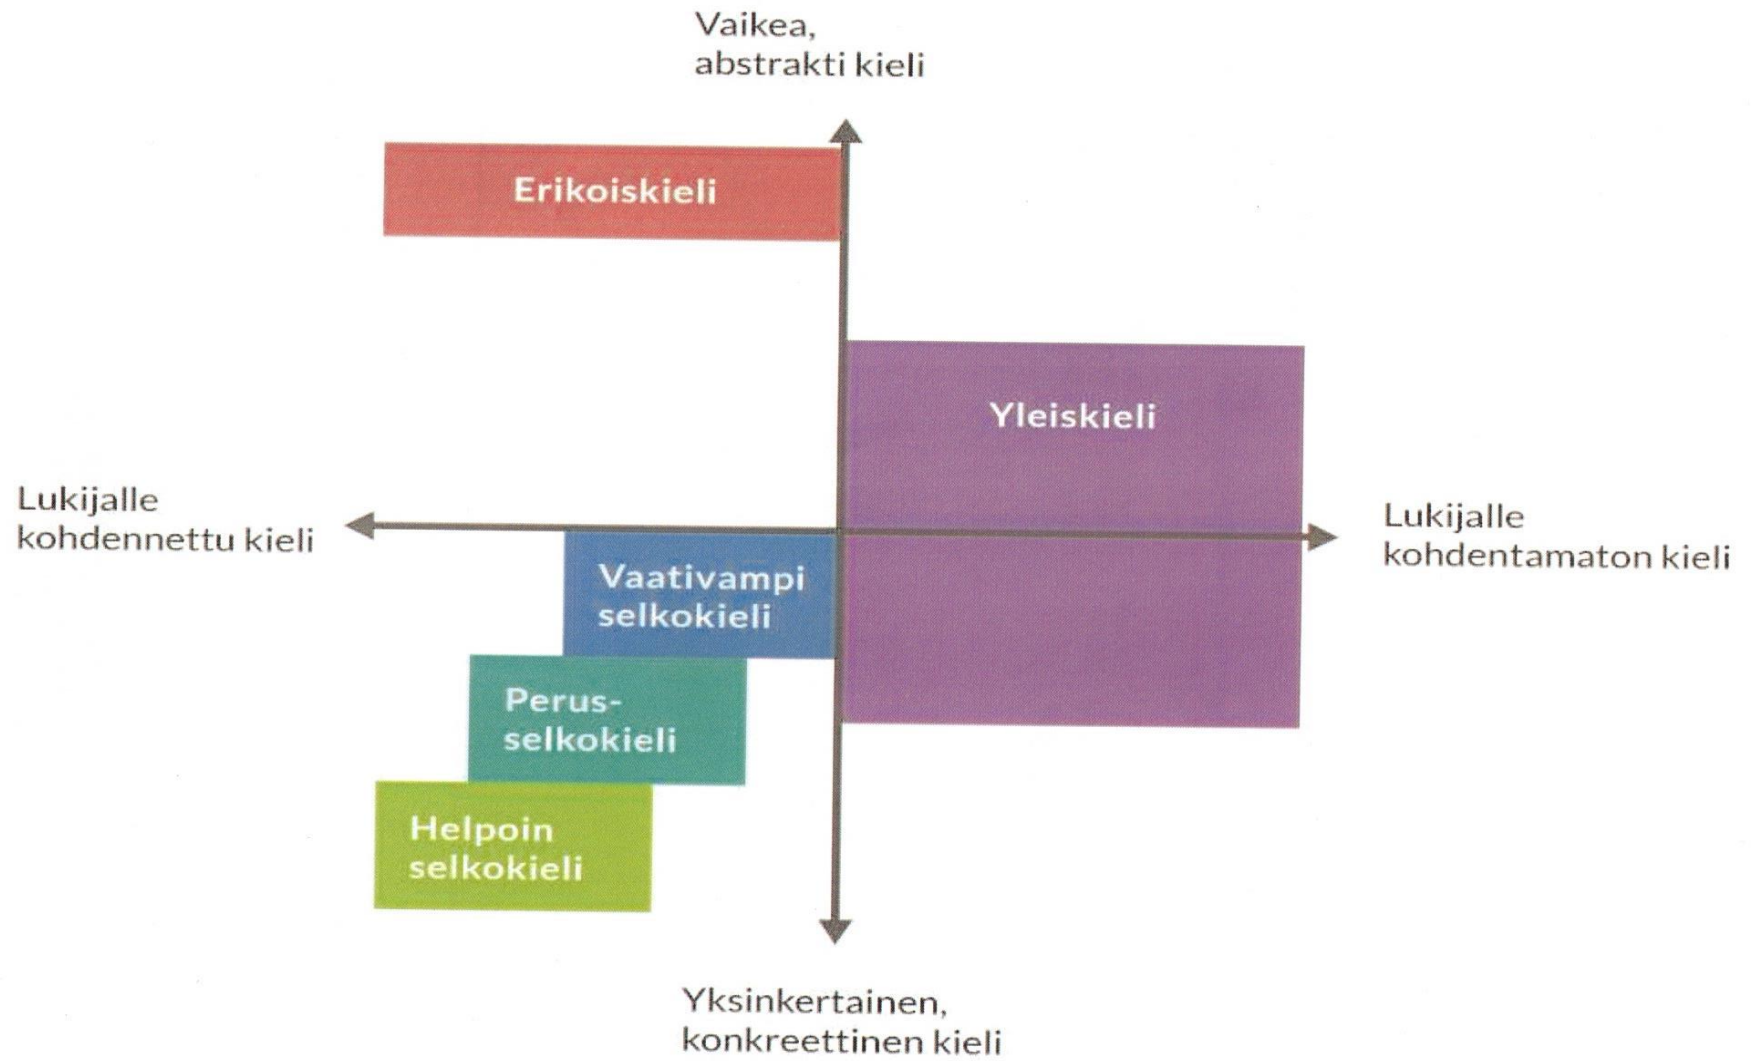 Vaikea,
abstrakti kieli
Erikoiskieli
Yleiskieli
Lukijalle
kohdennettu kieli
Lukijalle
kohdentamaton kieli
Vaativampi
selkokieli
Perus-
selkokieli
Helpoin
selkokieli
Yksinkertainen,
konkreettinen kieli